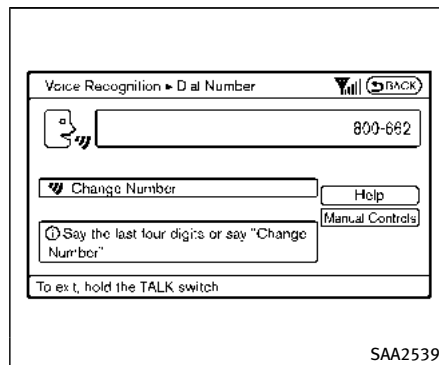 Voice Recognition ▸ Dial Number
BACK
800-662
Change Number
Help
Manual Controls
Say the last four digits or say "Change
Number"
To exit, hold the TALK switch
SAA2539